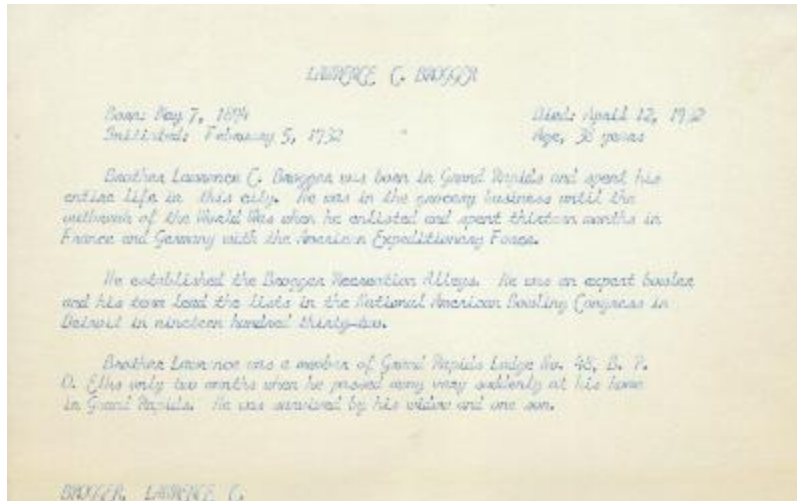 LAWRENCE C. BROGGER
Born: May 7, 1894 Died: April 12, 1932
Initiated: February 5, 1932 Age, 38 years
Brother Lawrence C. Brogger was born in Grand Rapids and spent his
entire life in this city. He was in the grocery business until the
outbreak of the World War when he enlisted and spent thirteen months in
France and Germany with the American Expeditionary Force.
He established the Brogger Recreation Alleys. He was an expert bowler
and his team lead the lists in the National American Bowling Congress in
Detroit in nineteen hundred thirty-two.
Brother Lawrence was a member of Grand Rapids Lodge No. 48, B. P.
O. Elks only two months when he passed away very suddenly at his home
in Grand Rapids. He was survived by his widow and one son.
BROGGER, LAWRENCE C.